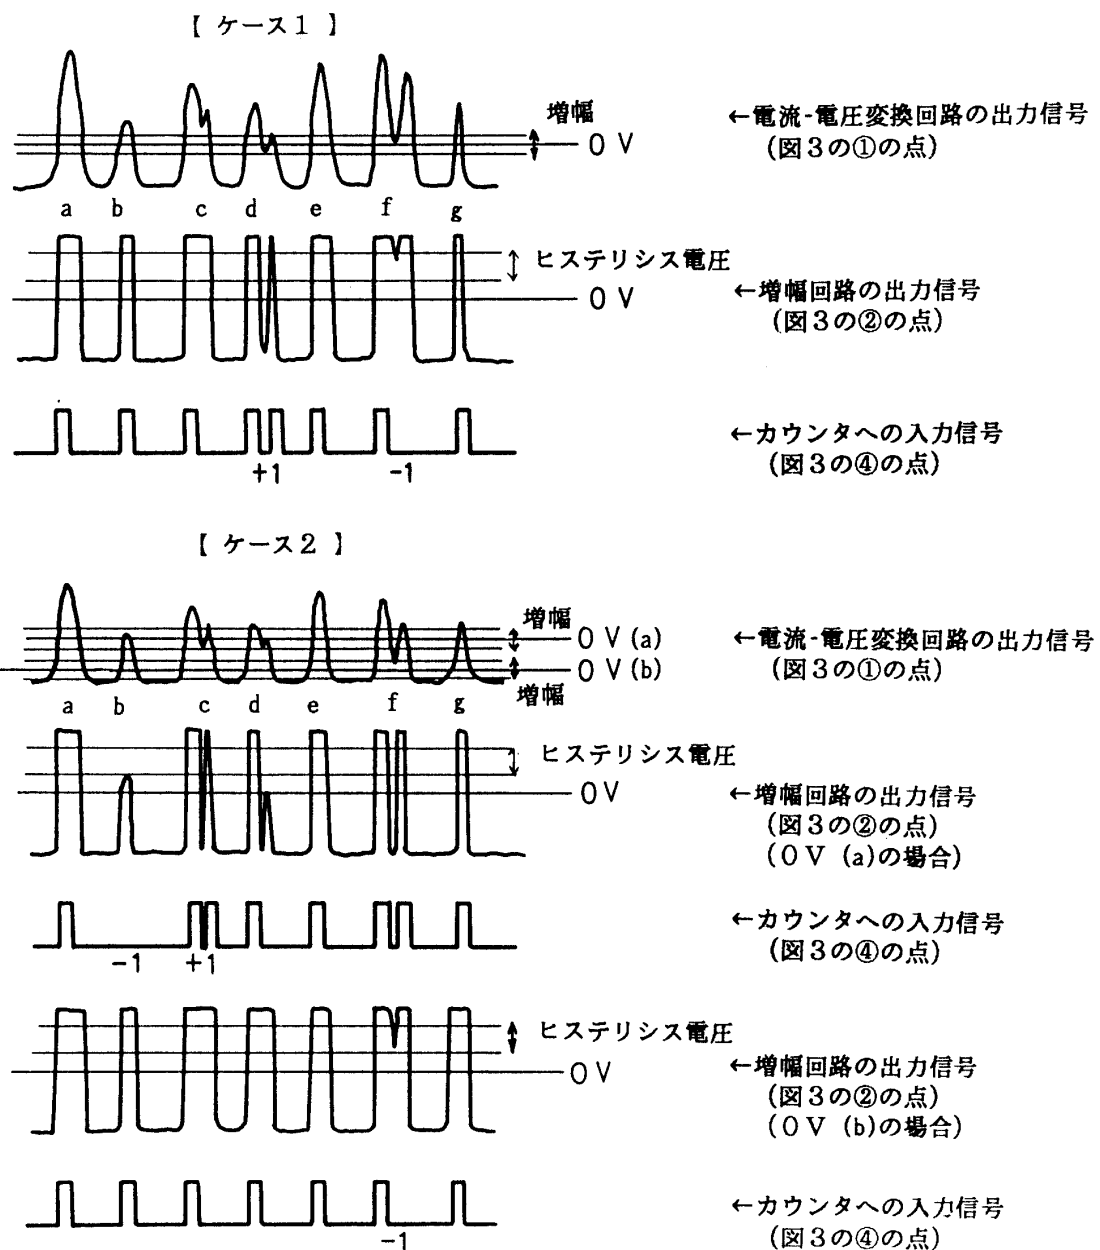 【 ケース1 】
増幅
0 V
←電流-電圧変換回路の出力信号
(図3の①の点)
a b c d e f g
ヒステリシス電圧
0 V
←増幅回路の出力信号
(図3の②の点)
←カウンタへの入力信号
(図3の④の点)
+1 -1
【 ケース2 】
増幅
0 V (a)
0 V (b)
増幅
←電流-電圧変換回路の出力信号
(図3の①の点)
a b c d e f g
ヒステリシス電圧
0 V
←増幅回路の出力信号
(図3の②の点)
(0 V (a)の場合)
←カウンタへの入力信号
(図3の④の点)
-1 +1
ヒステリシス電圧
0 V
←増幅回路の出力信号
(図3の②の点)
(0 V (b)の場合)
←カウンタへの入力信号
(図3の④の点)
-1